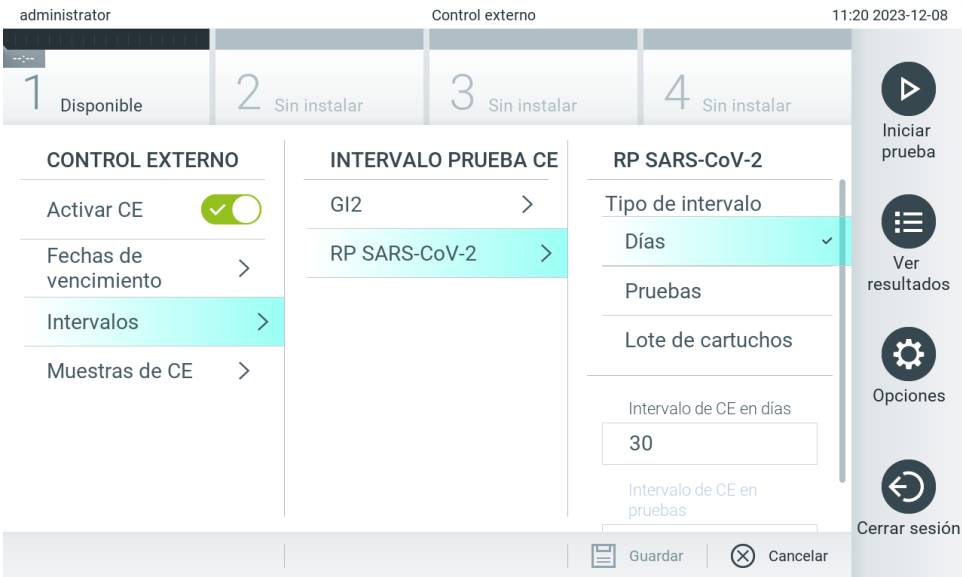 administrator
Control externo
11:20 2023-12-08
--:--
1 Disponible
2 Sin instalar
3 Sin instalar
4 Sin instalar
Iniciar
prueba
Ver
resultados
Opciones
Cerrar sesión
CONTROL EXTERNO
Activar CE
Fechas de
vencimiento
Intervalos
Muestras de CE
INTERVALO PRUEBA CE
GI2
RP SARS-CoV-2
RP SARS-CoV-2
Tipo de intervalo
Días
Pruebas
Lote de cartuchos
Intervalo de CE en días
30
Intervalo de CE en
pruebas
Guardar
Cancelar